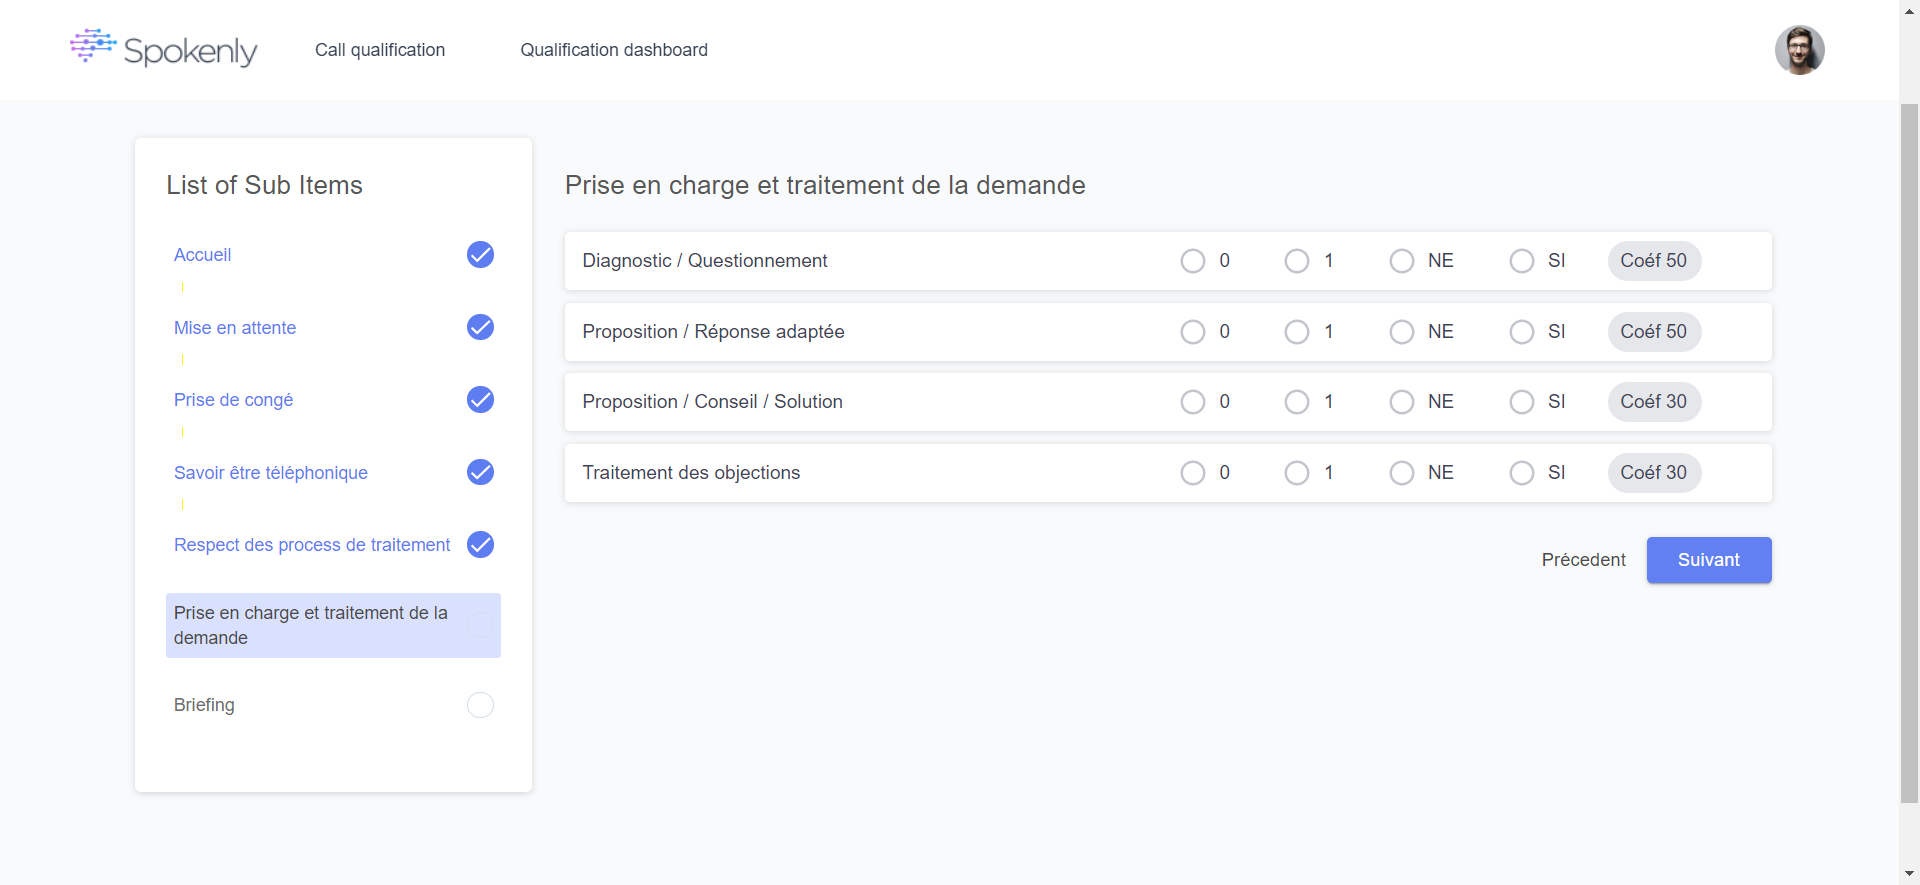 Spokenly
Call qualification
Qualification dashboard
List of Sub Items
Accueil
Mise en attente
Prise de congé
Savoir être téléphonique
Respect des process de traitement
Prise en charge et traitement de la
demande
Briefing
Prise en charge et traitement de la demande
Diagnostic / Questionnement 0 1 NE SI Coéf 50
Proposition / Réponse adaptée 0 1 NE SI Coéf 50
Proposition / Conseil / Solution 0 1 NE SI Coéf 30
Traitement des objections 0 1 NE SI Coéf 30
Précedent Suivant